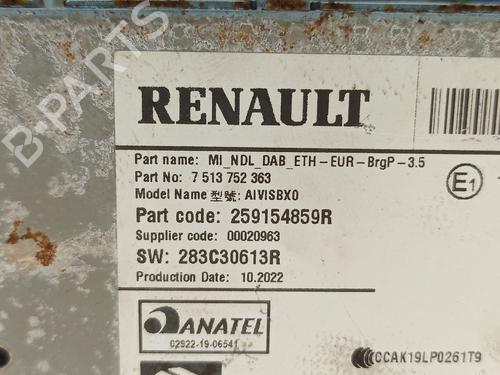 RENAULT
Part name: MI_NDL_DAB_ETH-EUR-BrgP-3.5
Part No: 7 513 752 363
Model Name 型號: AIVISBX0
Part code: 259154859R
Supplier code: 00020963
SW: 283C30613R
Production Date: 10.2022
E1
ANATEL
02922-19-06541
CCAK19LP0261T9
B-PARTS